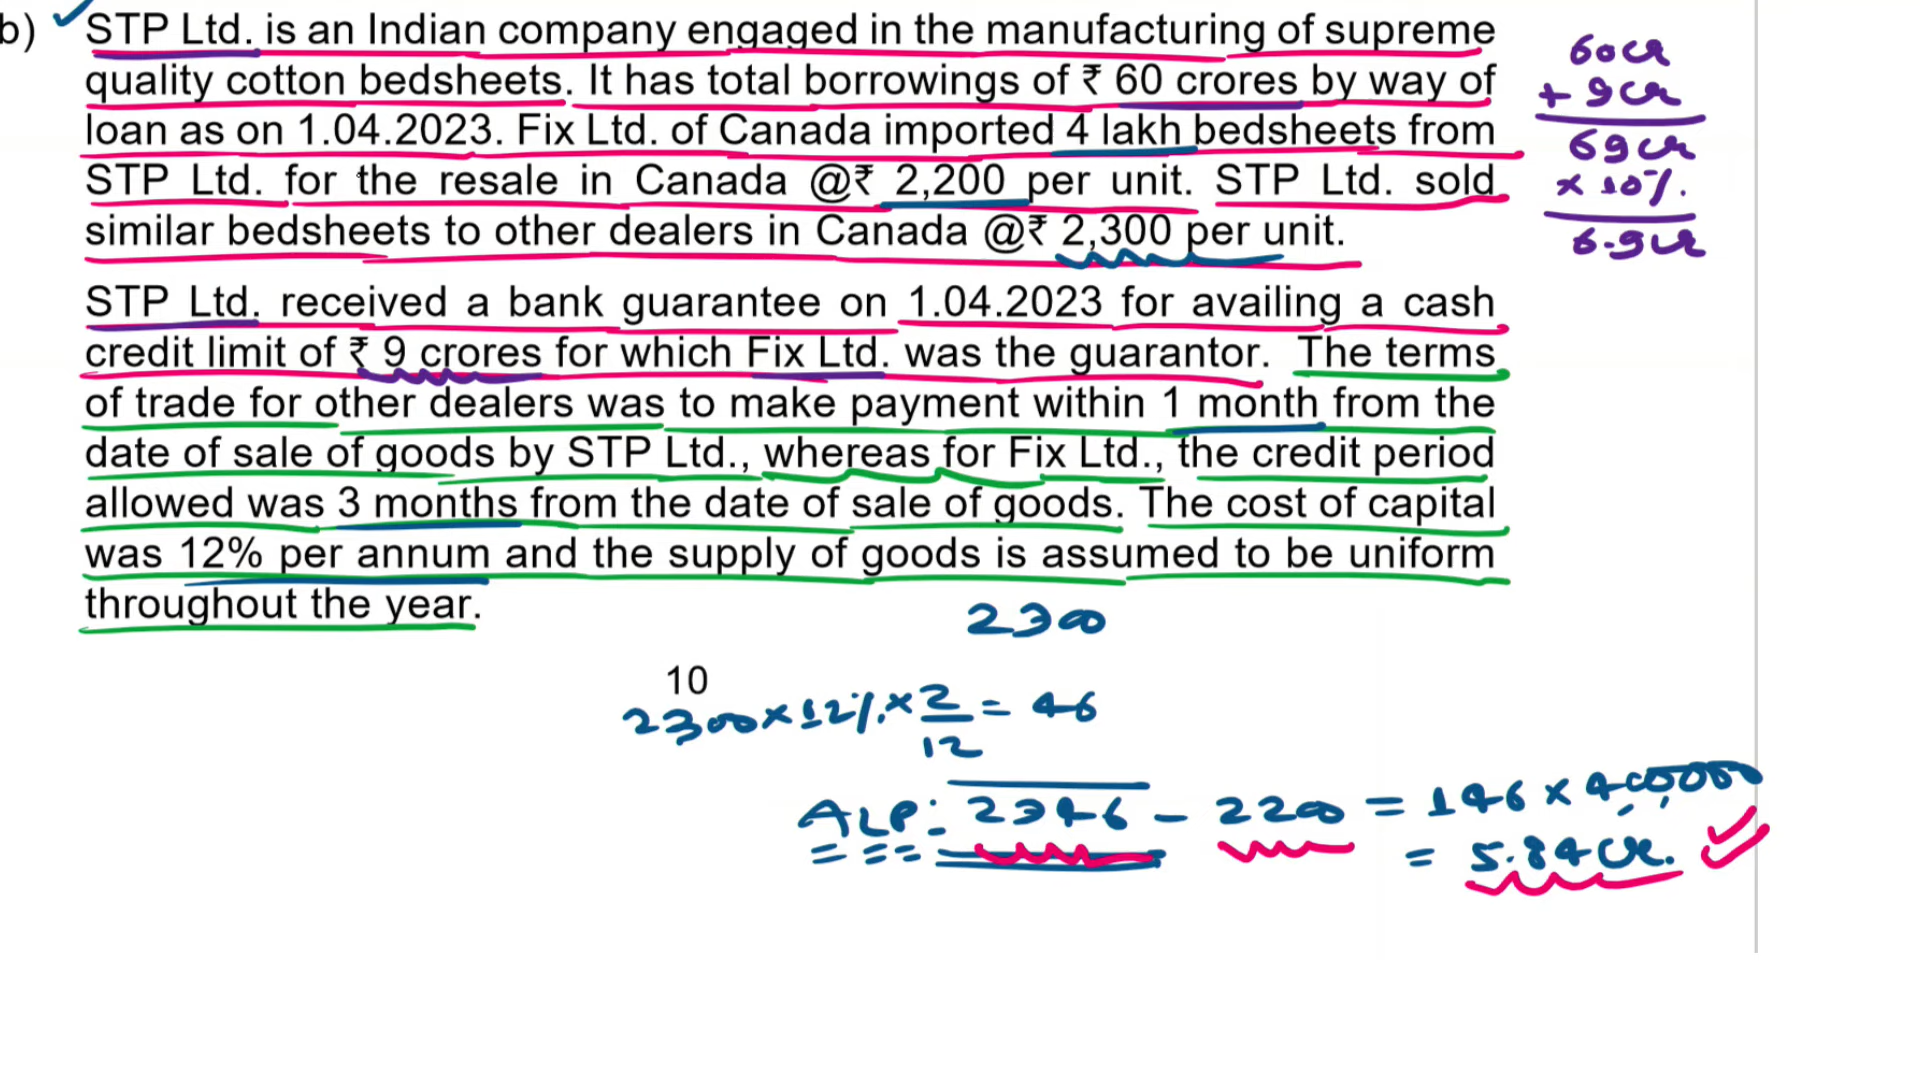 b) STP Ltd. is an Indian company engaged in the manufacturing of supreme
quality cotton bedsheets. It has total borrowings of ₹ 60 crores by way of
loan as on 1.04.2023. Fix Ltd. of Canada imported 4 lakh bedsheets from
STP Ltd. for the resale in Canada @₹ 2,200 per unit. STP Ltd. sold
similar bedsheets to other dealers in Canada @₹ 2,300 per unit.
60cr
+ 9cr
69cr
× 10%.
6.9cr
STP Ltd. received a bank guarantee on 1.04.2023 for availing a cash
credit limit of ₹ 9 crores for which Fix Ltd. was the guarantor. The terms
of trade for other dealers was to make payment within 1 month from the
date of sale of goods by STP Ltd., whereas for Fix Ltd., the credit period
allowed was 3 months from the date of sale of goods. The cost of capital
was 12% per annum and the supply of goods is assumed to be uniform
throughout the year.
2300
10
2300×12%×2/12 = 46
ALP: 2346 - 2200 = 146 × 4,00,000
= 5.84cr.